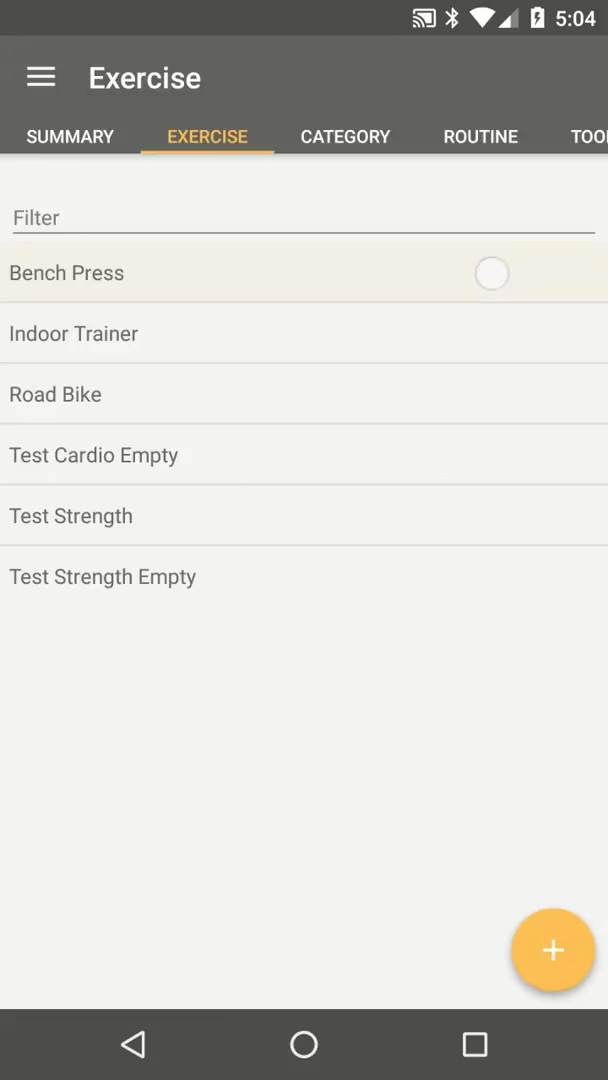 5:04
Exercise
SUMMARY EXERCISE CATEGORY ROUTINE TOO
Filter
Bench Press
Indoor Trainer
Road Bike
Test Cardio Empty
Test Strength
Test Strength Empty
+